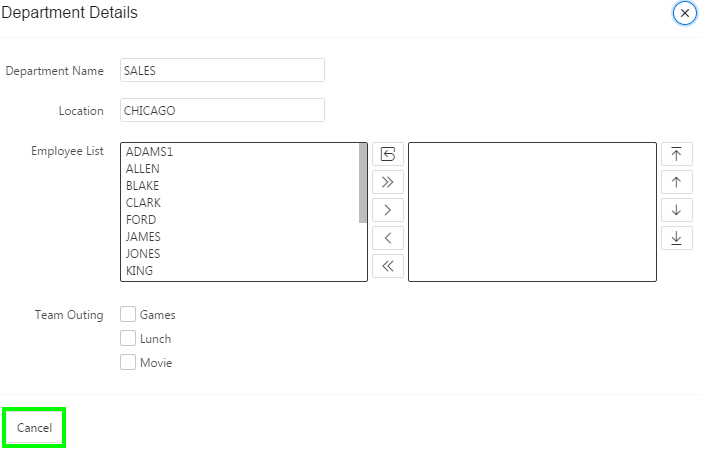 Department Details
Department Name SALES
Location CHICAGO
Employee List
ADAMS1
ALLEN
BLAKE
CLARK
FORD
JAMES
JONES
KING
Team Outing
Games
Lunch
Movie
Cancel